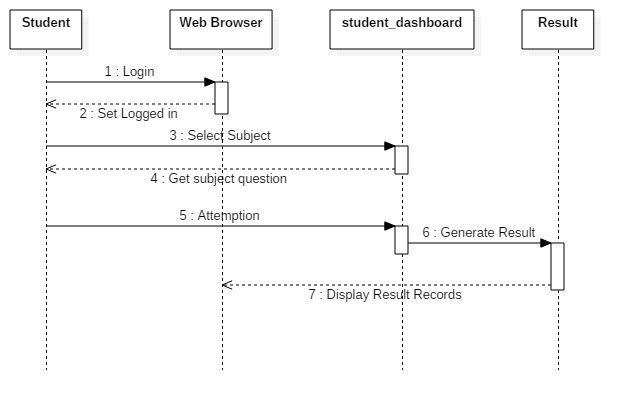 Student
Web Browser
student_dashboard
Result
1 : Login
2 : Set Logged in
3 : Select Subject
4 : Get subject question
5 : Attemption
6 : Generate Result
7 : Display Result Records